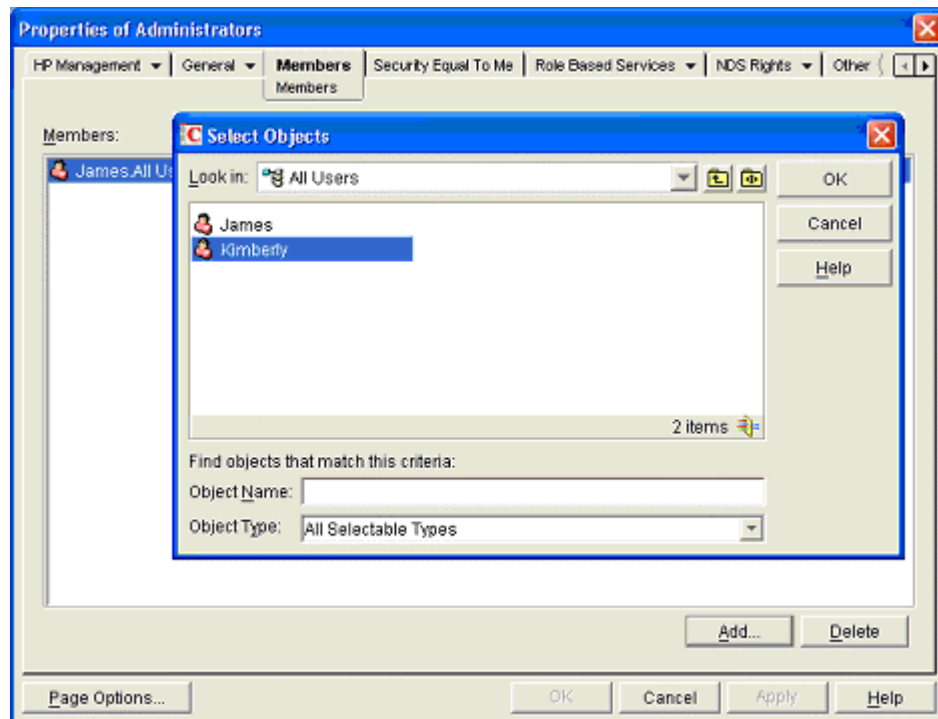 Properties of Administrators
HP Management
General
Members
Security Equal To Me
Role Based Services
NDS Rights
Other
Members
Members:
James.All Us
Select Objects
Look in: All Users
OK
James
Cancel
Kimberly
Help
2 items
Find objects that match this criteria:
Object Name:
Object Type: All Selectable Types
Add...
Delete
Page Options...
OK
Cancel
Apply
Help